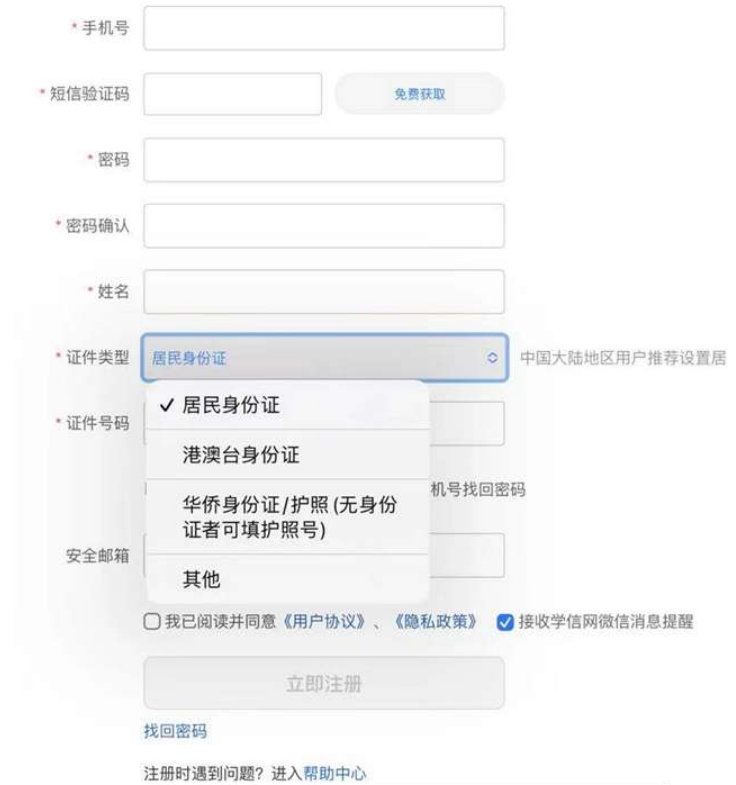 * 手机号
* 短信验证码 免费获取
* 密码
* 密码确认
* 姓名
* 证件类型 居民身份证 中国大陆地区用户推荐设置居
✓ 居民身份证
* 证件号码
港澳台身份证
机号找回密码
华侨身份证/护照(无身份
证者可填护照号)
安全邮箱
其他
我已阅读并同意《用户协议》、《隐私政策》 接收学信网微信消息提醒
立即注册
找回密码
注册时遇到问题？进入帮助中心